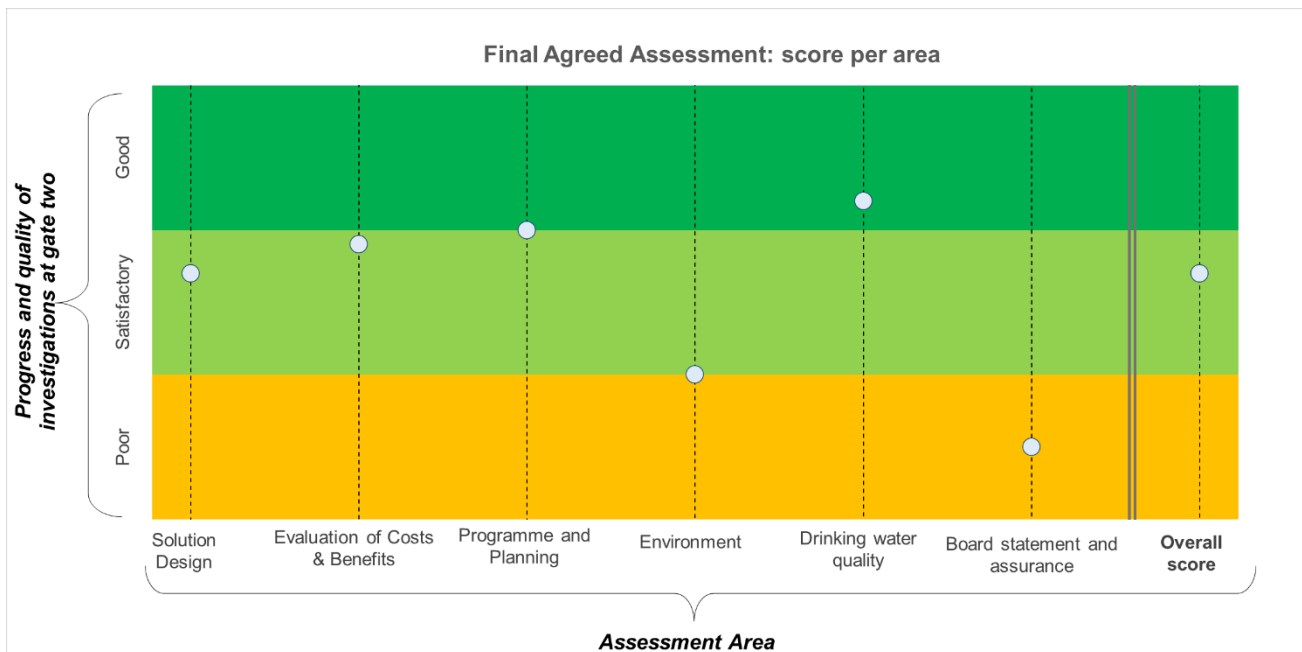 Final Agreed Assessment: score per area
Progress and quality of
investigations at gate two
Good
Satisfactory
Poor
Solution
Design
Evaluation of Costs
& Benefits
Programme and
Planning
Environment
Drinking water
quality
Board statement and
assurance
Overall
score
Assessment Area